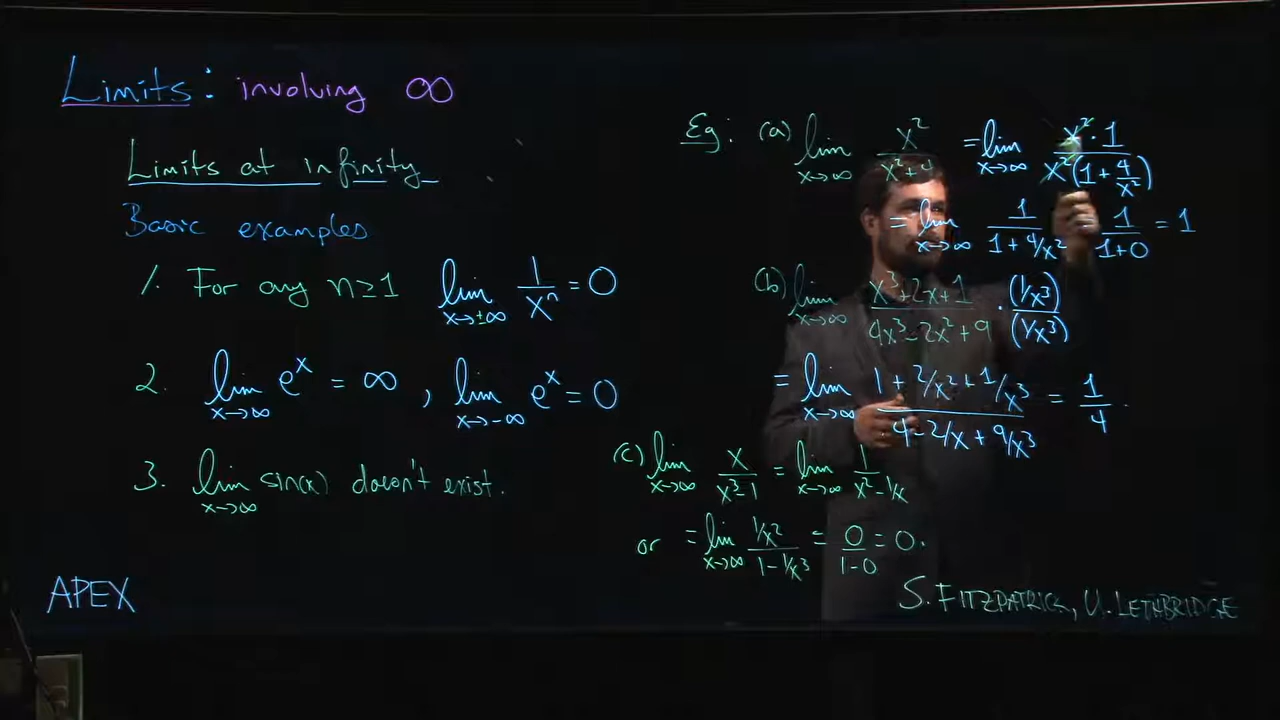 Limits: involving ∞
Limits at infinity
Basic examples
1. For any n≥1 lim x→±∞ 1/xⁿ = 0
2. lim x→∞ eˣ = ∞, lim x→-∞ eˣ = 0
3. lim x→∞ sin(x) doesn't exist.
APEX
Eg: (a) lim x→∞ x²/(x²+4) = lim x→∞ x²·1/(x²(1+4/x²))
= lim x→∞ 1/(1+4/x²) 1/(1+0) = 1
(b) lim x→∞ (x³+2x+1)/(4x³-2x²+9) · (1/x³)/(1/x³)
= lim x→∞ (1+2/x²+1/x³)/(4-2/x+9/x³) = 1/4.
(c) lim x→∞ x/(x³-1) = lim x→∞ 1/(x²-1/x)
or = lim x→∞ (1/x²)/(1-1/x³) = 0/(1-0) = 0.
S. FITZPATRICK, U. LETHBRIDGE